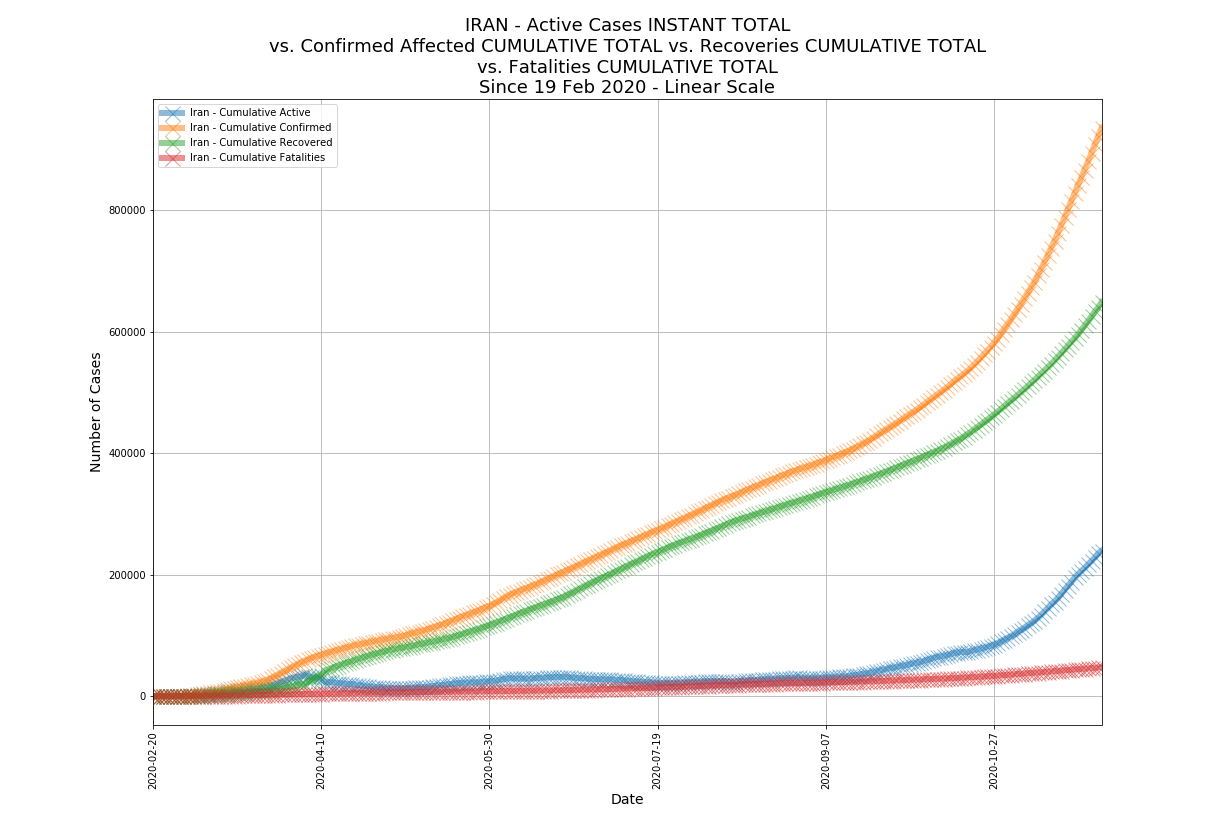 IRAN - Active Cases INSTANT TOTAL
vs. Confirmed Affected CUMULATIVE TOTAL vs. Recoveries CUMULATIVE TOTAL
vs. Fatalities CUMULATIVE TOTAL
Since 19 Feb 2020 - Linear Scale
Iran - Cumulative Active
Iran - Cumulative Confirmed
Iran - Cumulative Recovered
Iran - Cumulative Fatalities
Number of Cases
800000
600000
400000
200000
0
2020-02-20
2020-04-10
2020-05-30
2020-07-19
2020-09-07
2020-10-27
Date